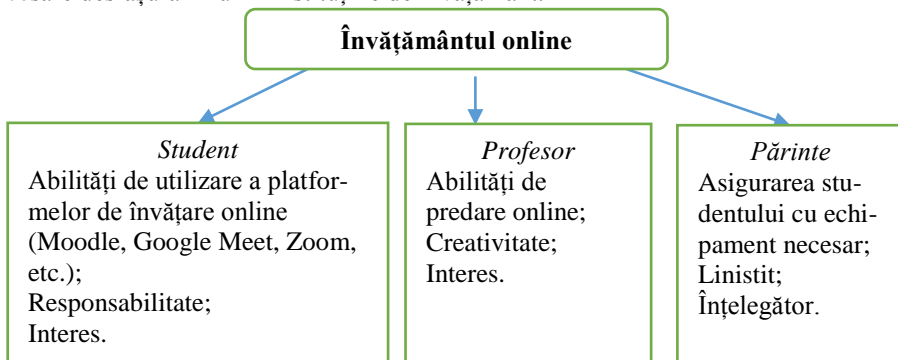 Învățământul online
Student
Abilități de utilizare a platfor-
melor de învățare online
(Moodle, Google Meet, Zoom,
etc.);
Responsabilitate;
Interes.
Profesor
Abilități de
predare online;
Creativitate;
Interes.
Părinte
Asigurarea stu-
dentului cu echi-
pament necesar;
Linistit;
Înțelegător.